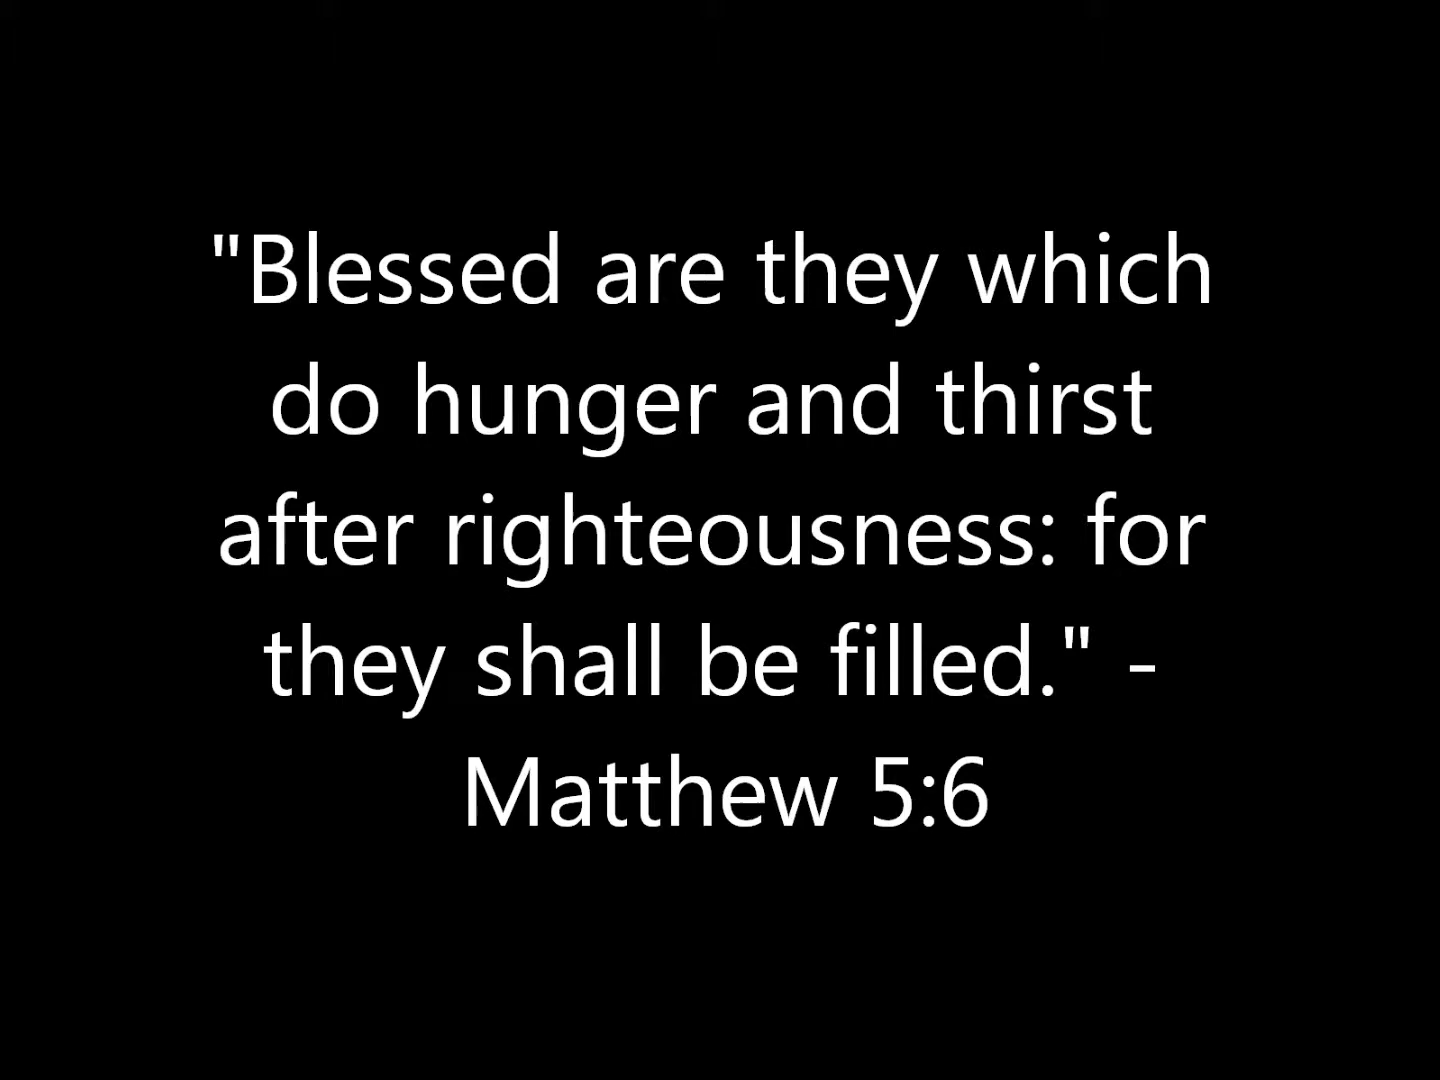 "Blessed are they which
do hunger and thirst
after righteousness: for
they shall be filled." -
Matthew 5:6